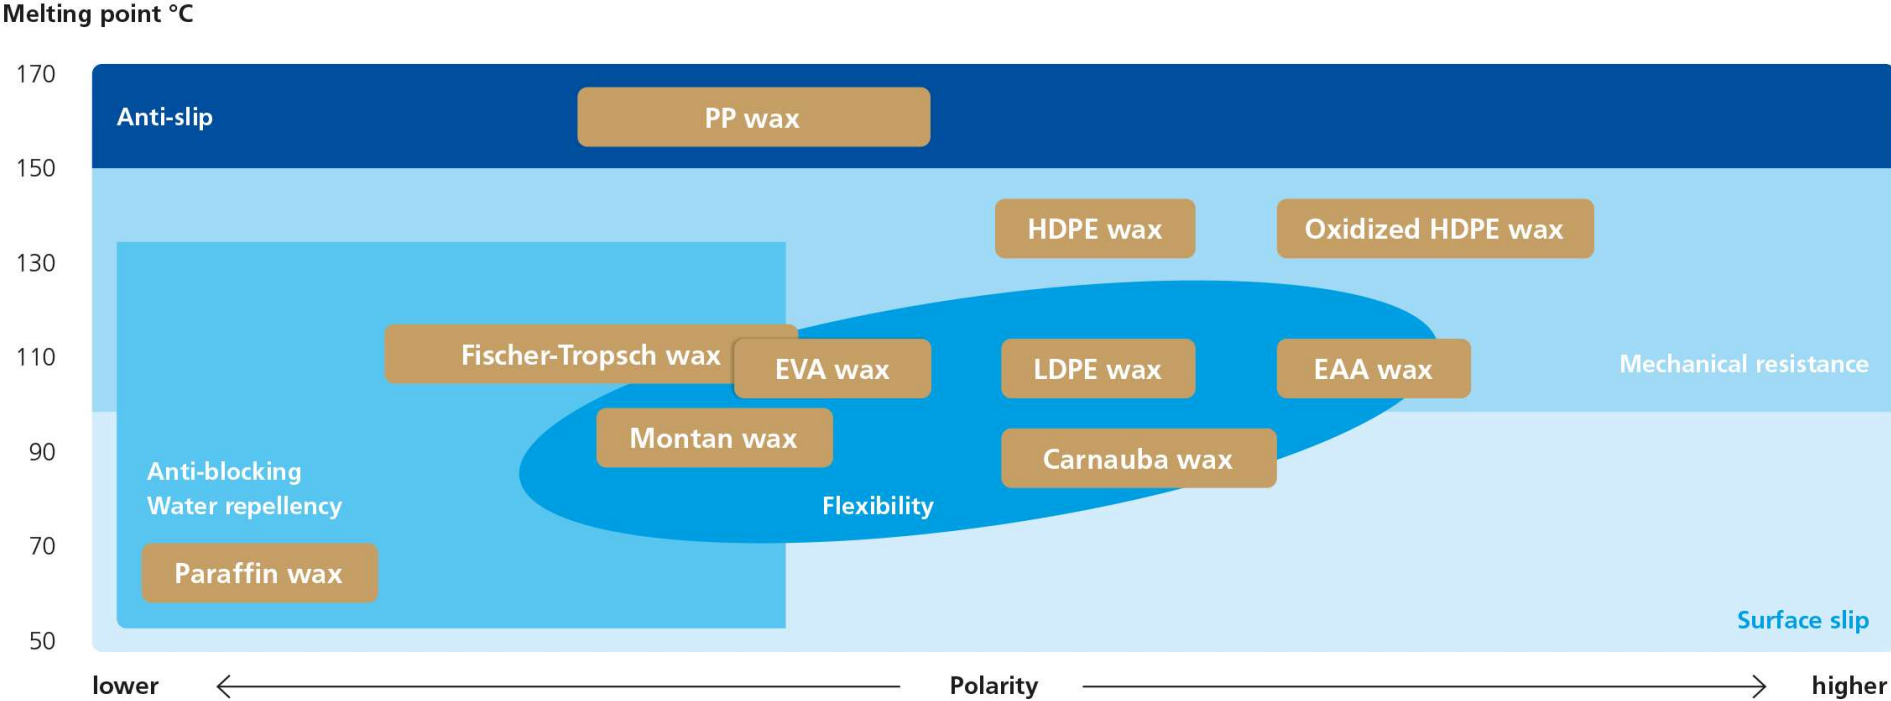 Melting point °C
170
Anti-slip
PP wax
150
HDPE wax
Oxidized HDPE wax
130
110
Fischer-Tropsch wax
EVA wax
LDPE wax
EAA wax
Mechanical resistance
Montan wax
90
Carnauba wax
Anti-blocking
Water repellency
Flexibility
70
Paraffin wax
Surface slip
50
lower
Polarity
higher